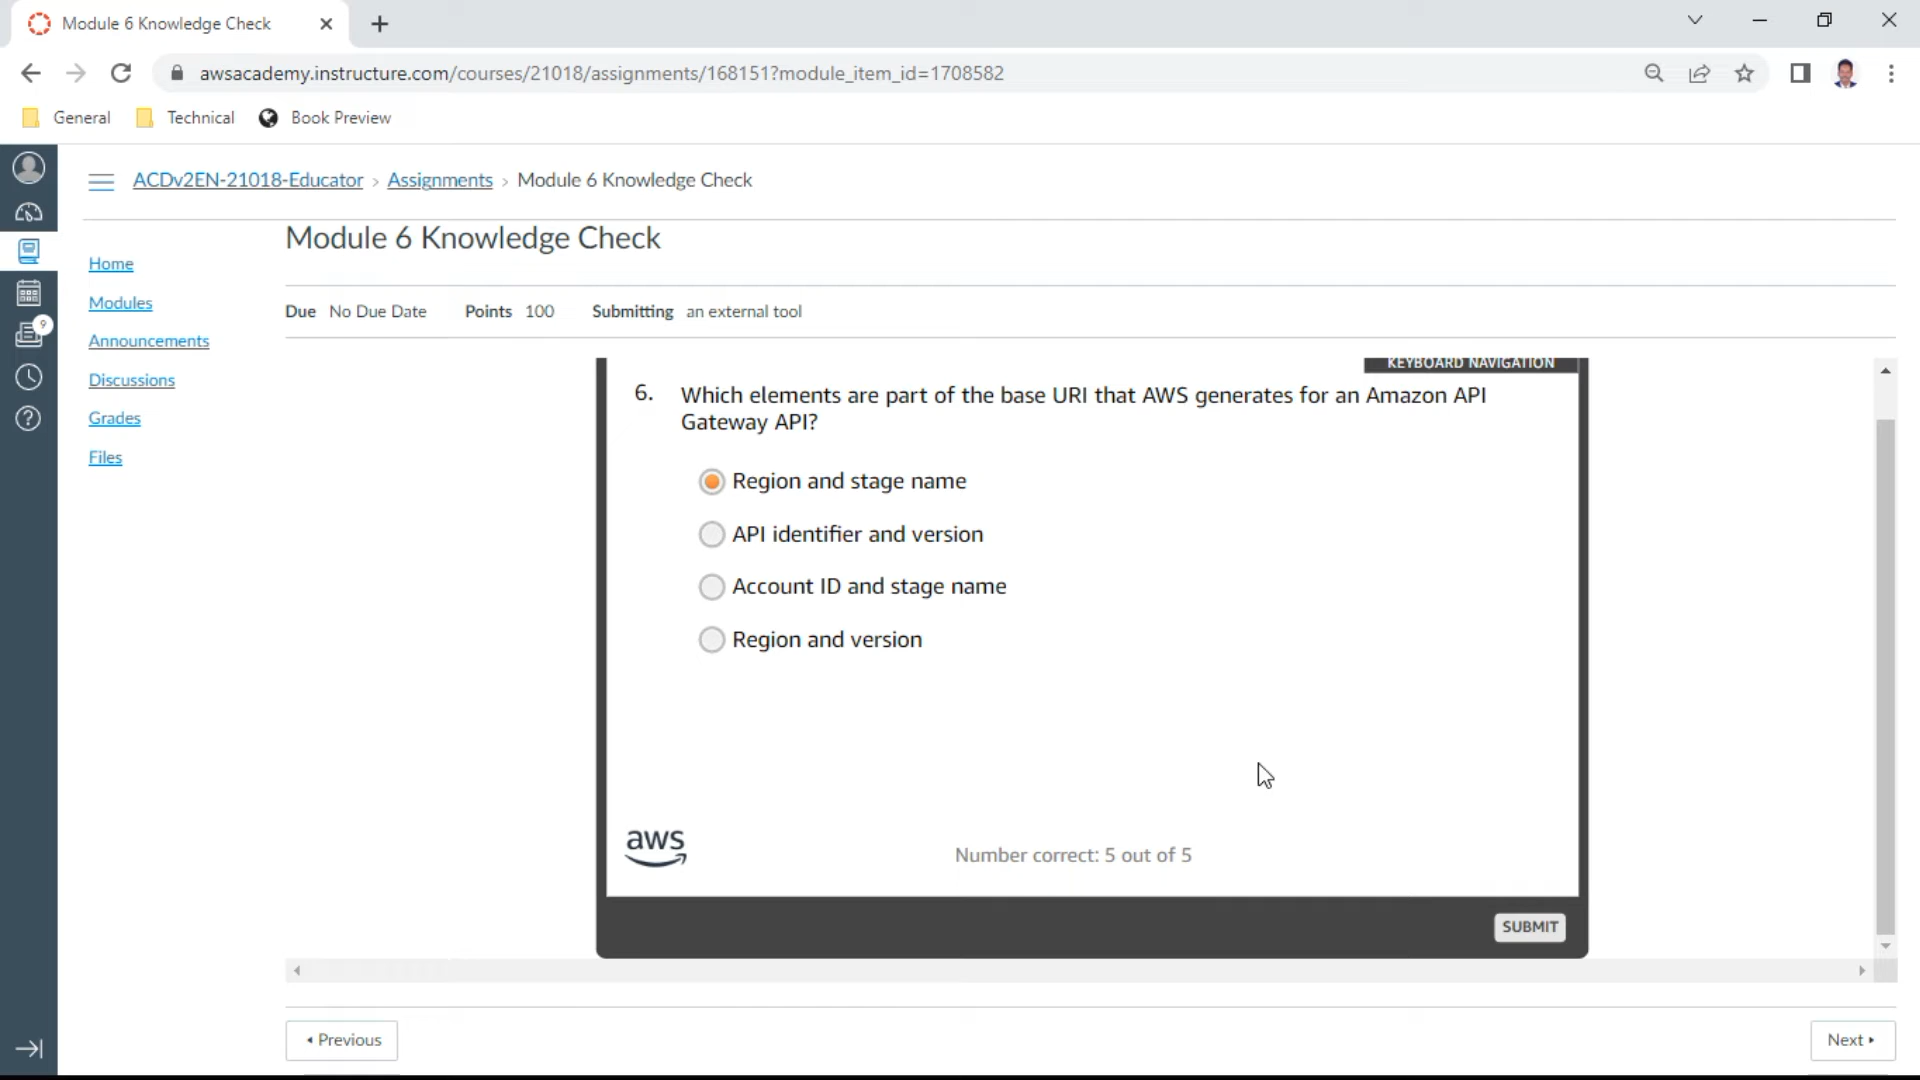 Module 6 Knowledge Check
awsacademy.instructure.com/courses/21018/assignments/168151?module_item_id=1708582
General
Technical
Book Preview
ACDv2EN-21018-Educator › Assignments › Module 6 Knowledge Check
Module 6 Knowledge Check
Home
Modules
Announcements
Discussions
Grades
Files
9
Due No Due Date Points 100 Submitting an external tool
KEYBOARD NAVIGATION
6. Which elements are part of the base URI that AWS generates for an Amazon API
Gateway API?
Region and stage name
API identifier and version
Account ID and stage name
Region and version
aws
Number correct: 5 out of 5
SUBMIT
Previous
Next